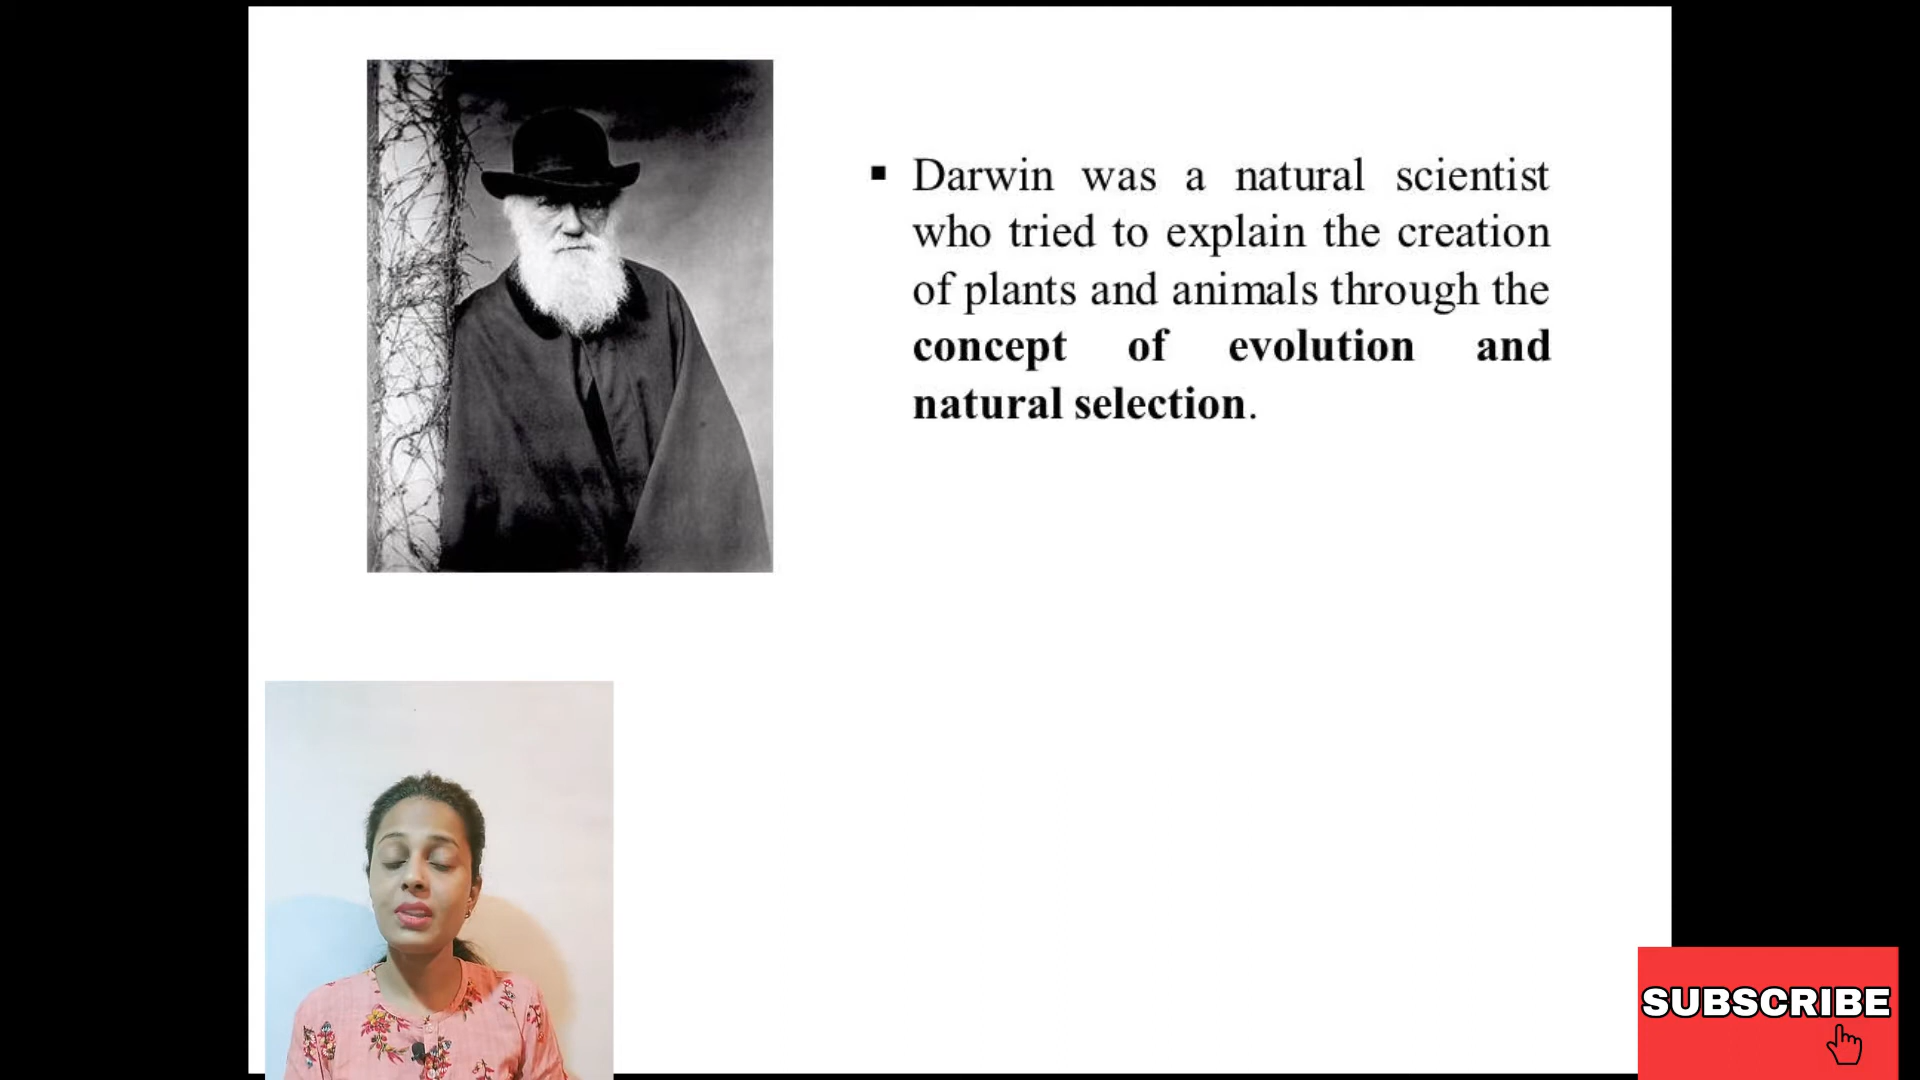 ▪ Darwin was a natural scientist
who tried to explain the creation
of plants and animals through the
concept of evolution and
natural selection.
SUBSCRIBE